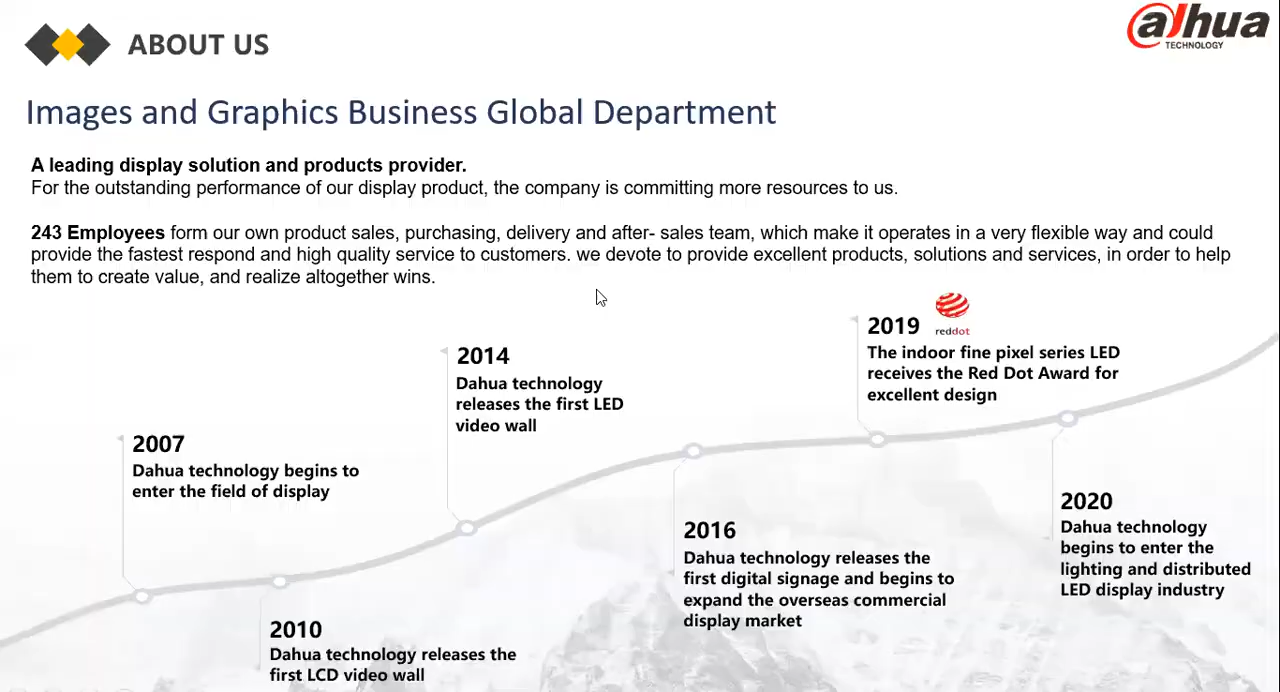 ABOUT US
alhua
TECHNOLOGY
Images and Graphics Business Global Department
A leading display solution and products provider.
For the outstanding performance of our display product, the company is committing more resources to us.
243 Employees form our own product sales, purchasing, delivery and after- sales team, which make it operates in a very flexible way and could
provide the fastest respond and high quality service to customers. we devote to provide excellent products, solutions and services, in order to help
them to create value, and realize altogether wins.
2007
Dahua technology begins to
enter the field of display
2010
Dahua technology releases the
first LCD video wall
2014
Dahua technology
releases the first LED
video wall
2016
Dahua technology releases the
first digital signage and begins to
expand the overseas commercial
display market
2019
reddot
The indoor fine pixel series LED
receives the Red Dot Award for
excellent design
2020
Dahua technology
begins to enter the
lighting and distributed
LED display industry